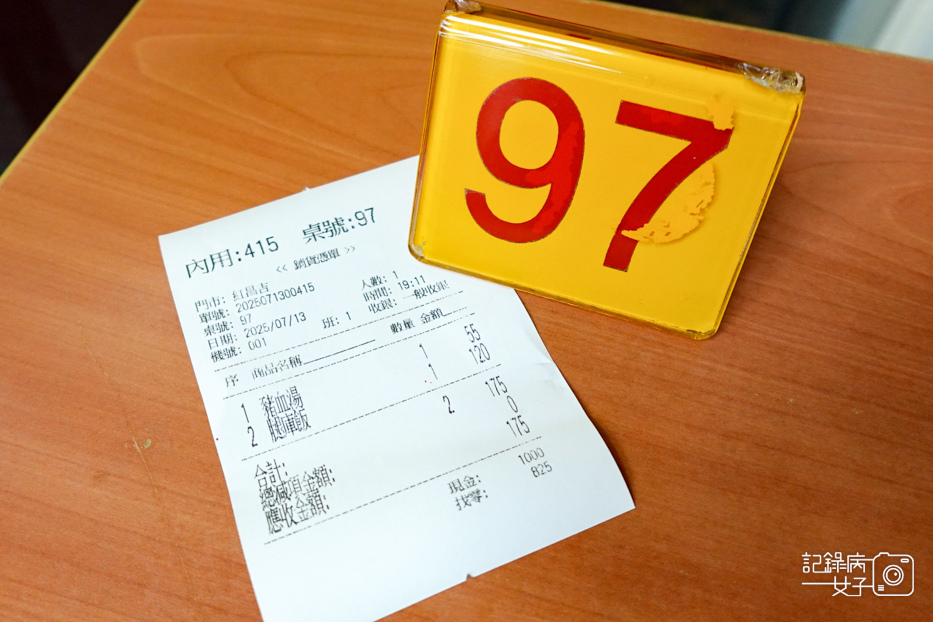 97
內用:415 桌號:97
<< 銷貨憑單 >>
門市: 紅昌吉 人數: 1
單號: 2025071300415 時間: 19:11
桌號: 97 收銀: 一般收銀
日期: 2025/07/13 班: 1
機號: 001
序 商品名稱 數量 金額
1 豬血湯 1 55
2 腿庫飯 1 120
合計: 2 175
總減項金額: 0
應收金額: 175
現金: 1000
找零: 825
記錄病
女子